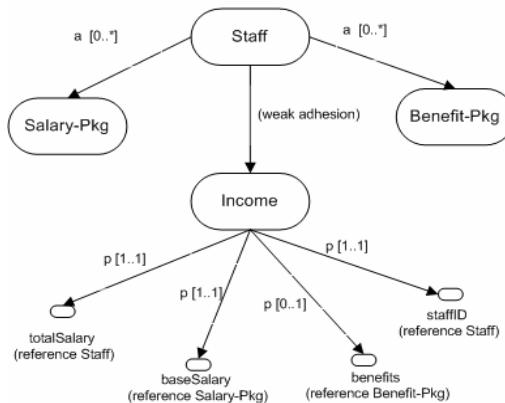 Staff
a [0..*]
a [0..*]
Salary-Pkg
(weak adhesion)
Benefit-Pkg
Income
p [1..1]
p [1..1]
p [1..1]
p [0..1]
totalSalary
(reference Staff)
staffID
(reference Staff)
baseSalary
(reference Salary-Pkg)
benefits
(reference Benefit-Pkg)